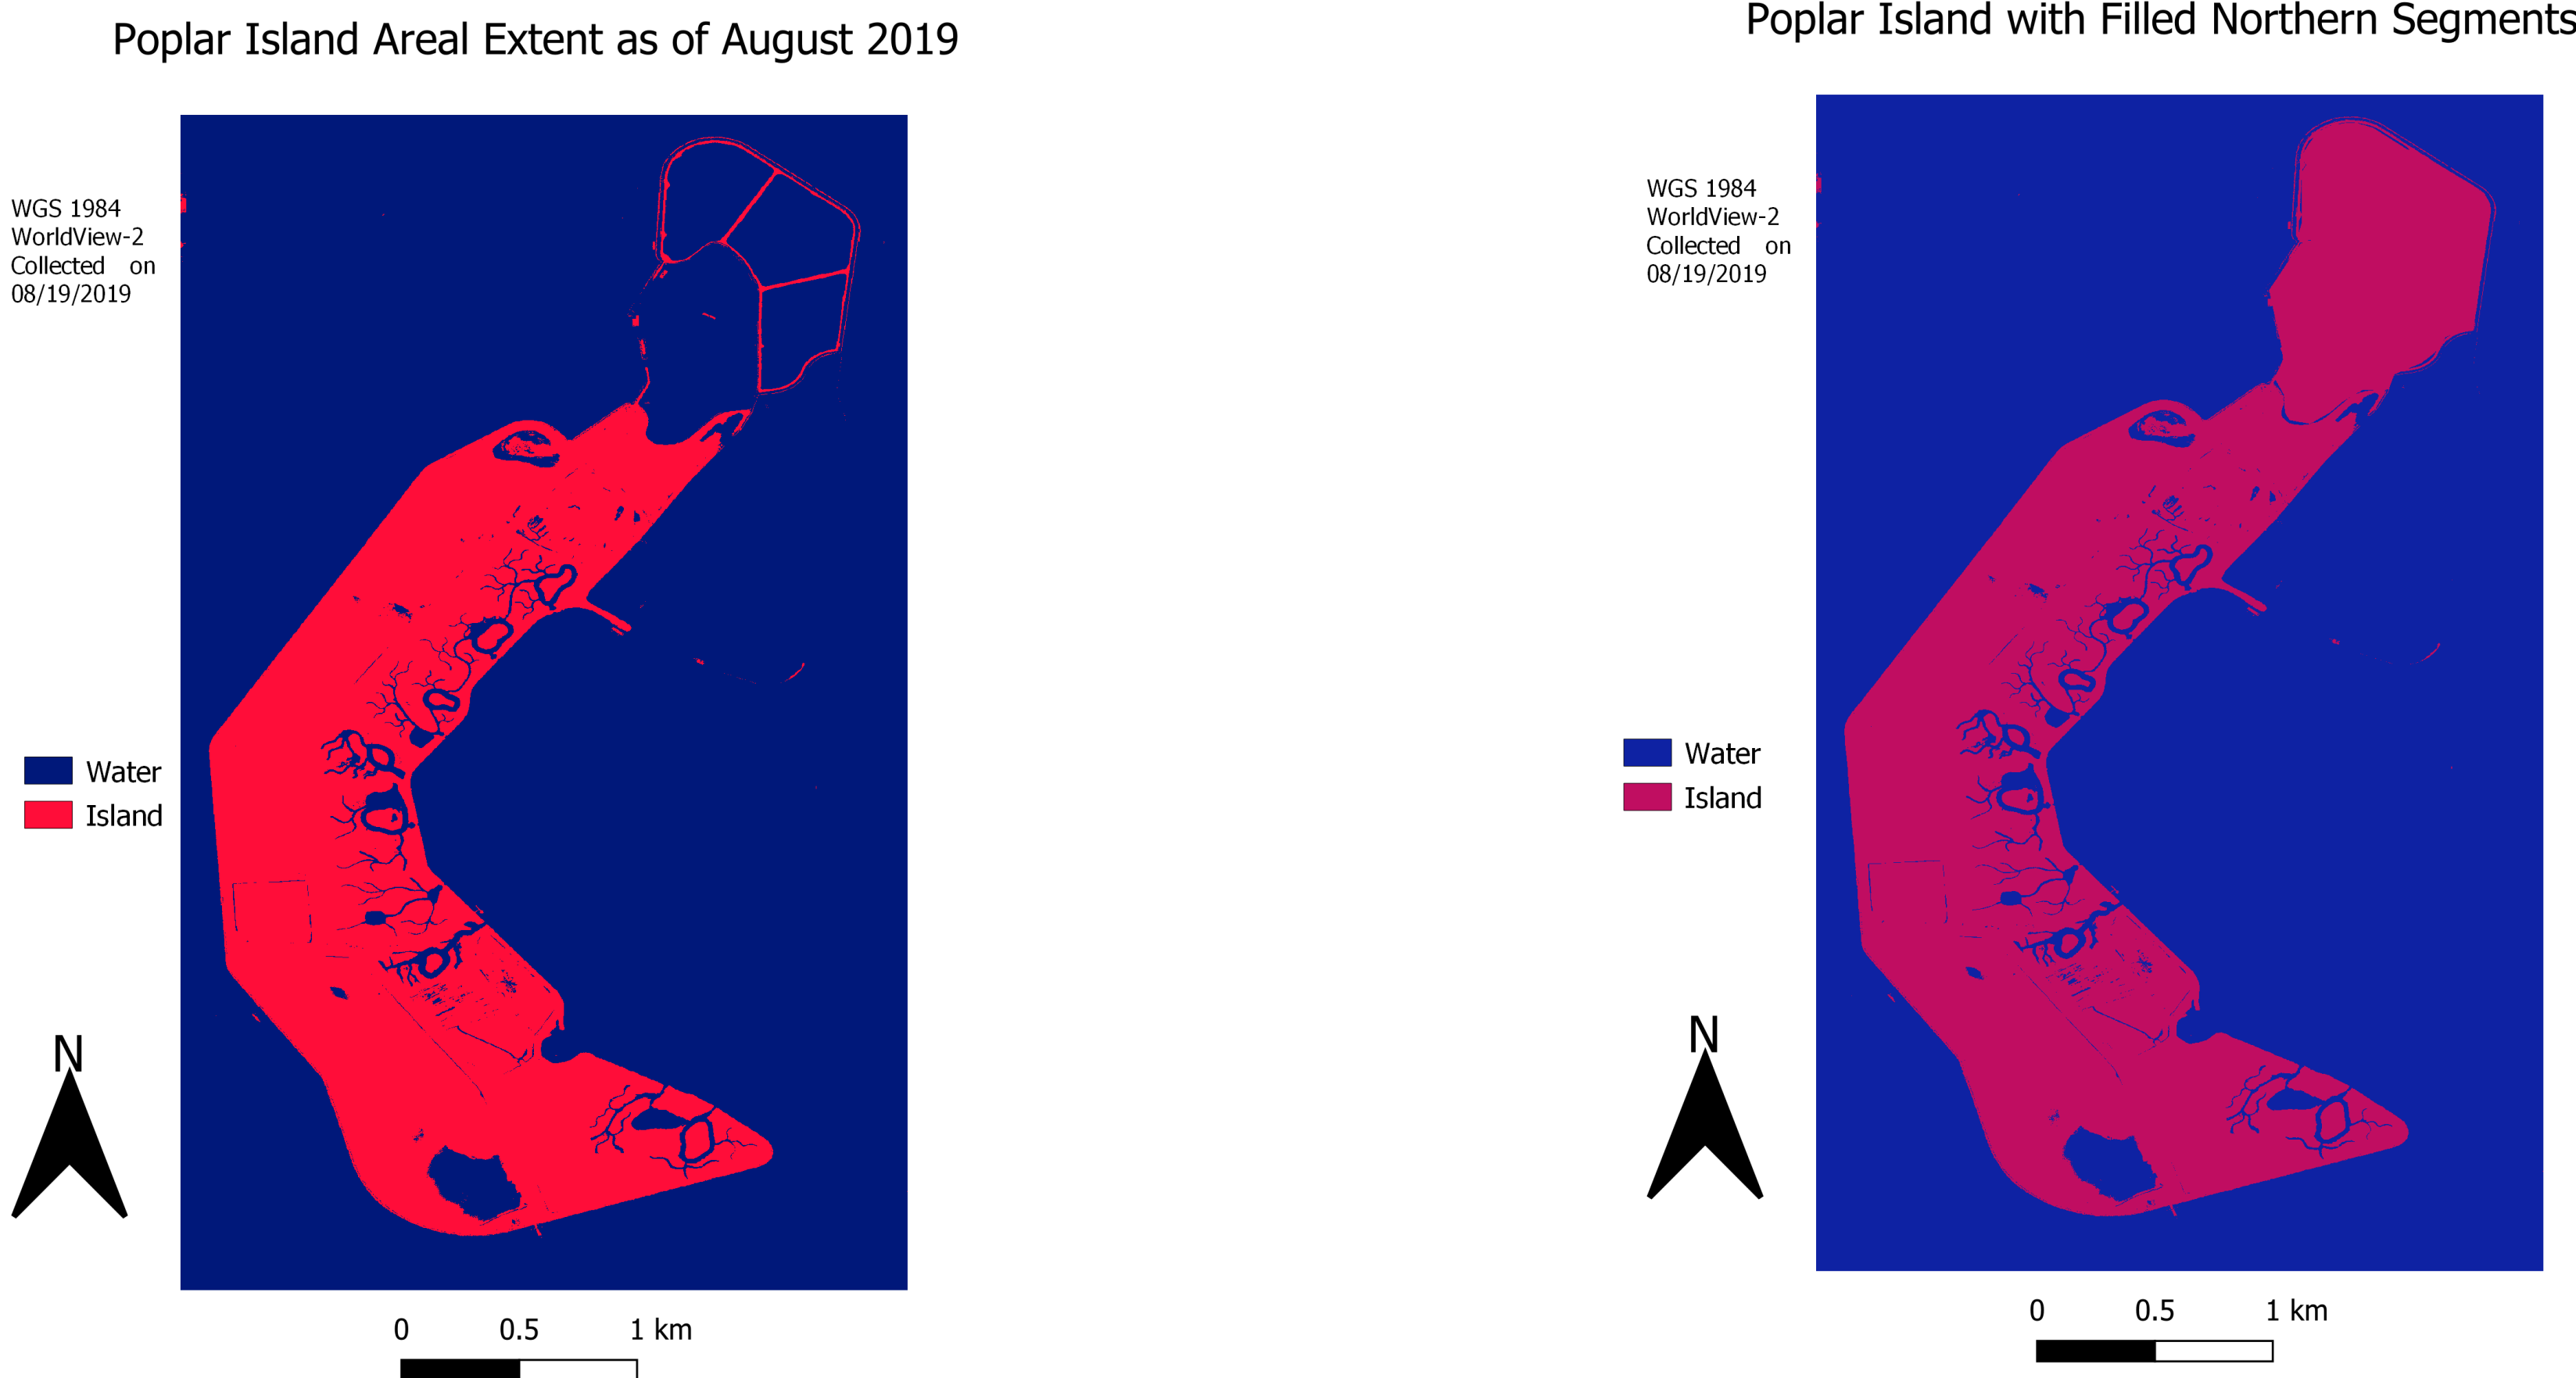 Poplar Island Areal Extent as of August 2019
WGS 1984
WorldView-2
Collected on
08/19/2019
Water
Island
N
0 0.5 1 km
Poplar Island with Filled Northern Segments
WGS 1984
WorldView-2
Collected on
08/19/2019
Water
Island
N
0 0.5 1 km